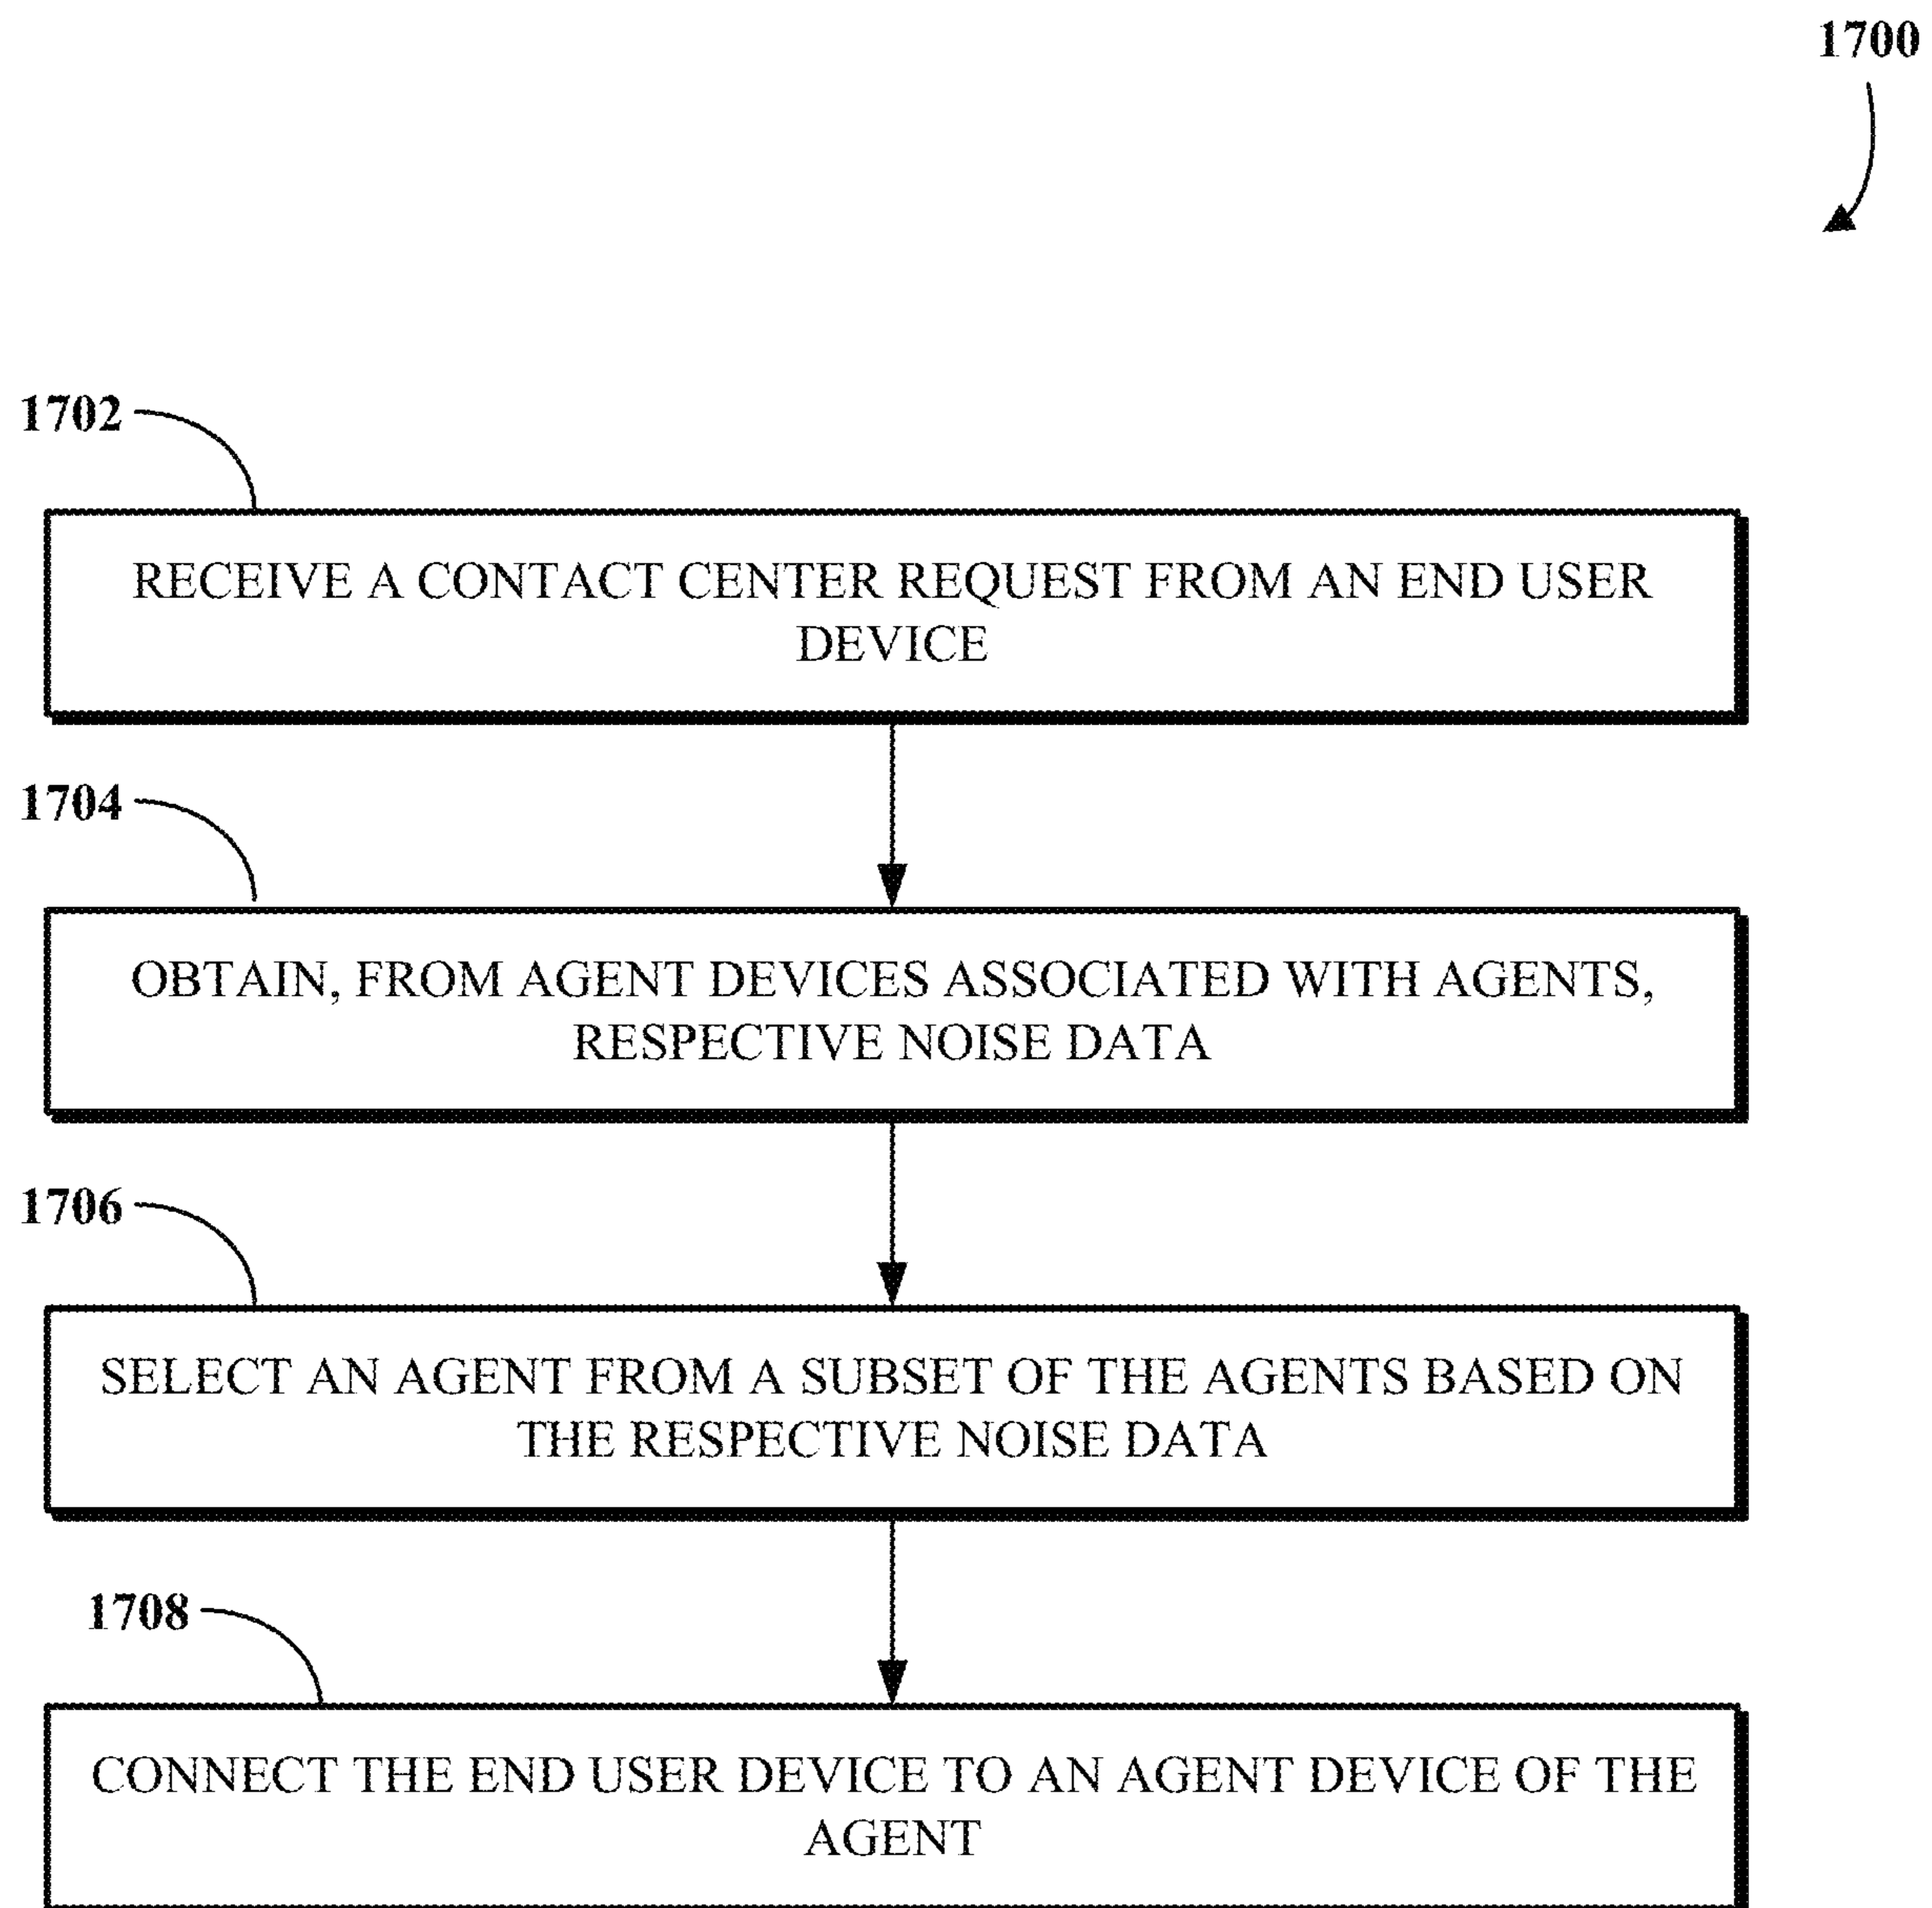 1700
1702
RECEIVE A CONTACT CENTER REQUEST FROM AN END USER
DEVICE
1704
OBTAIN, FROM AGENT DEVICES ASSOCIATED WITH AGENTS,
RESPECTIVE NOISE DATA
1706
SELECT AN AGENT FROM A SUBSET OF THE AGENTS BASED ON
THE RESPECTIVE NOISE DATA
1708
CONNECT THE END USER DEVICE TO AN AGENT DEVICE OF THE
AGENT